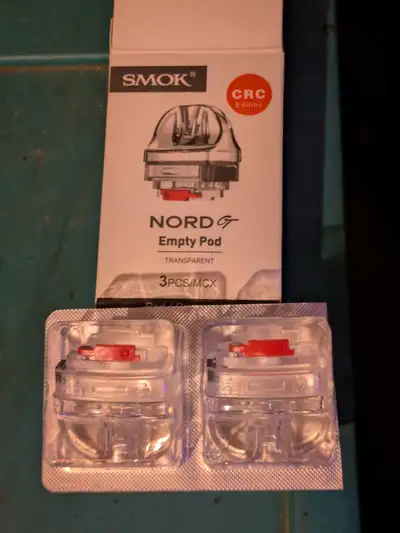 SMOK
CRC
Edition
NORD GT
Empty Pod
TRANSPARENT
3PCS/MCX